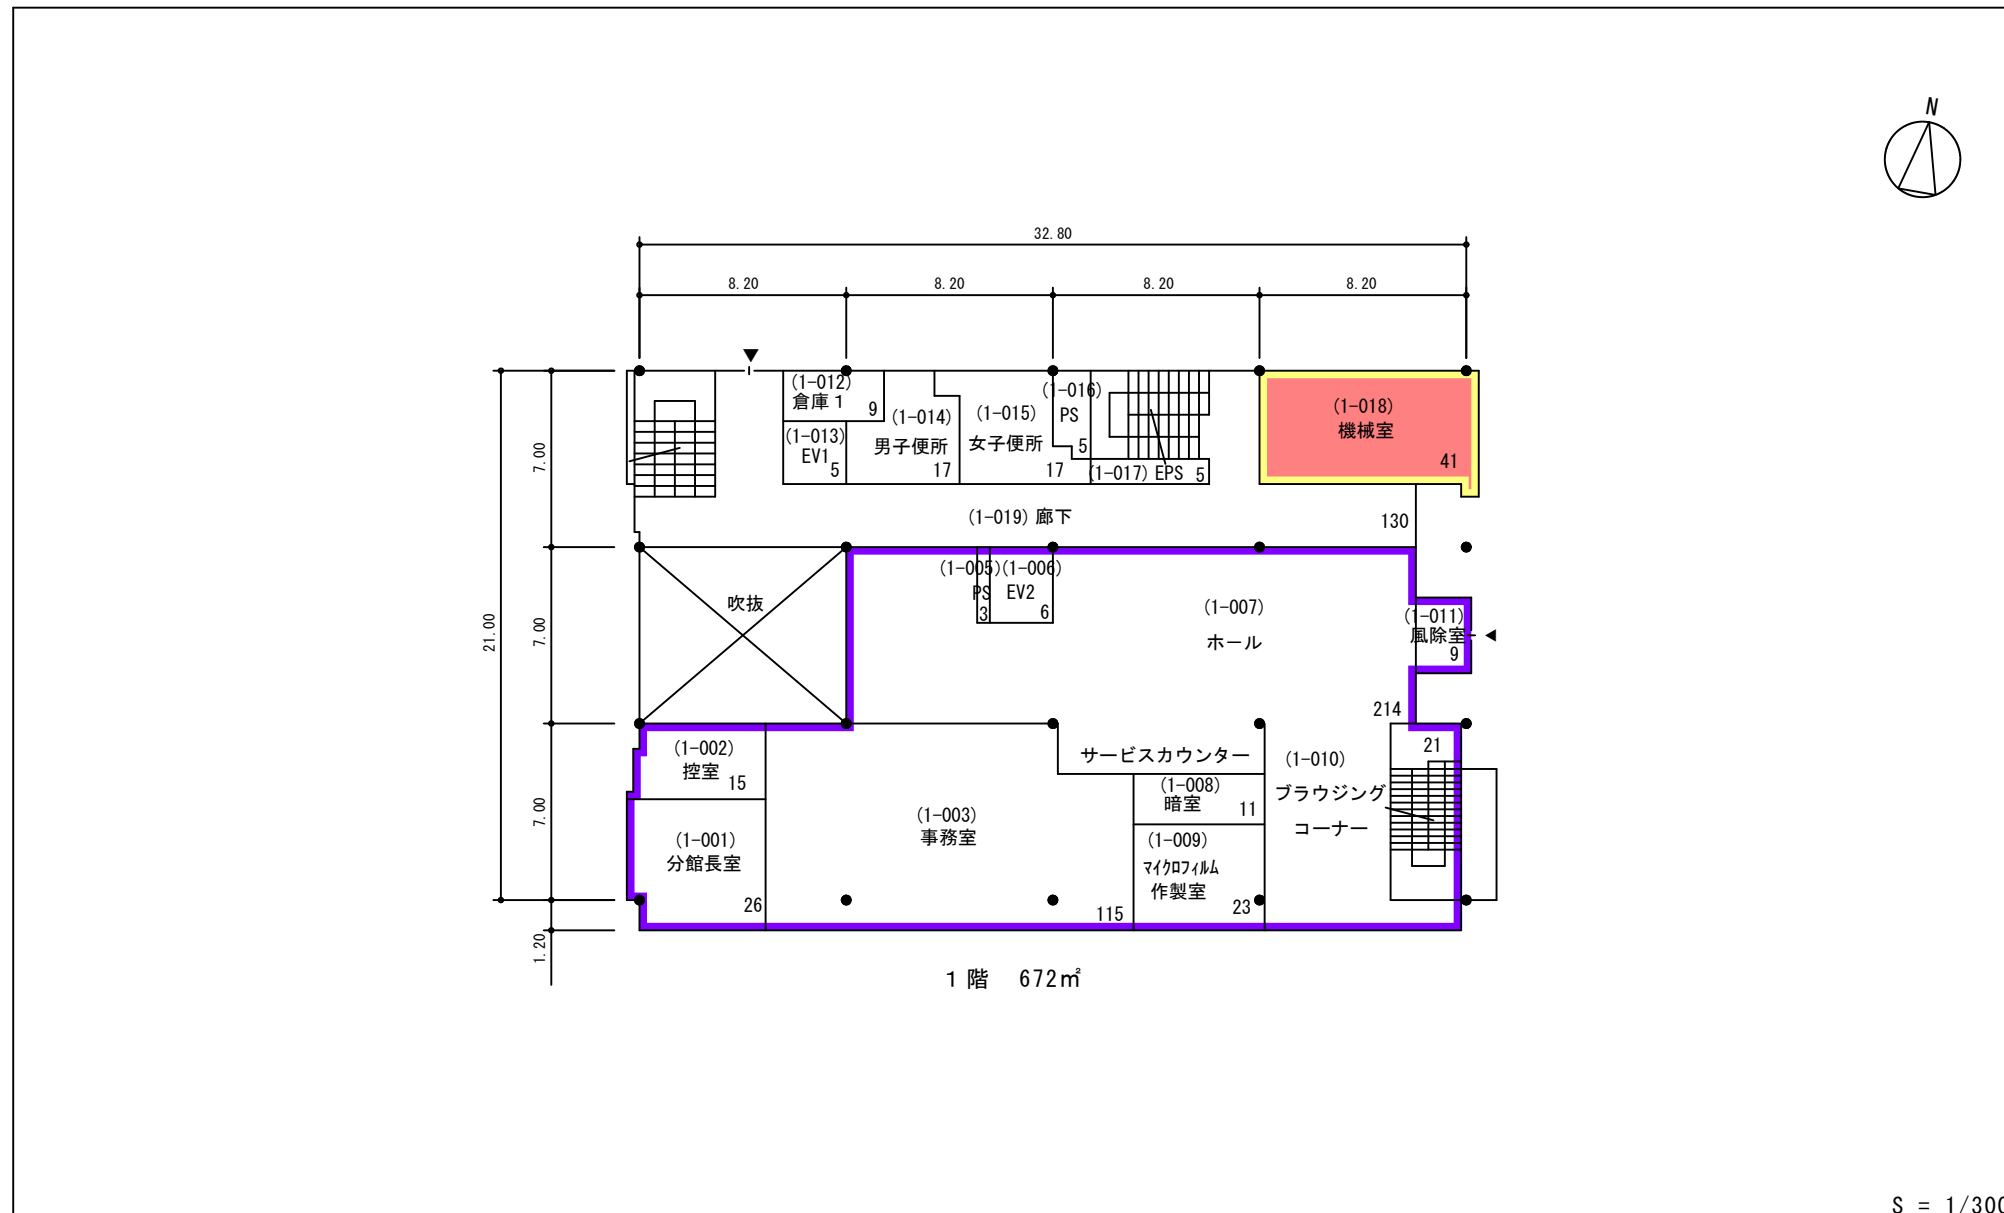 N
32.80
8.20
8.20
8.20
8.20
21.00
7.00
7.00
7.00
1.20
(1-012)
倉庫1
9
(1-013)
EV1
5
(1-014)
男子便所
17
(1-015)
女子便所
17
(1-016)
PS
5
(1-017) EPS 5
(1-018)
機械室
41
(1-019) 廊下
130
吹抜
(1-005)
PS
3
(1-006)
EV2
6
(1-007)
ホール
214
(1-011)
風除室
9
(1-002)
控室
15
(1-001)
分館長室
26
(1-003)
事務室
115
サービスカウンター
(1-008)
暗室
11
(1-009)
マイクロフィルム
作製室
23
(1-010)
ブラウジング
コーナー
21
1階 672㎡
S = 1/300